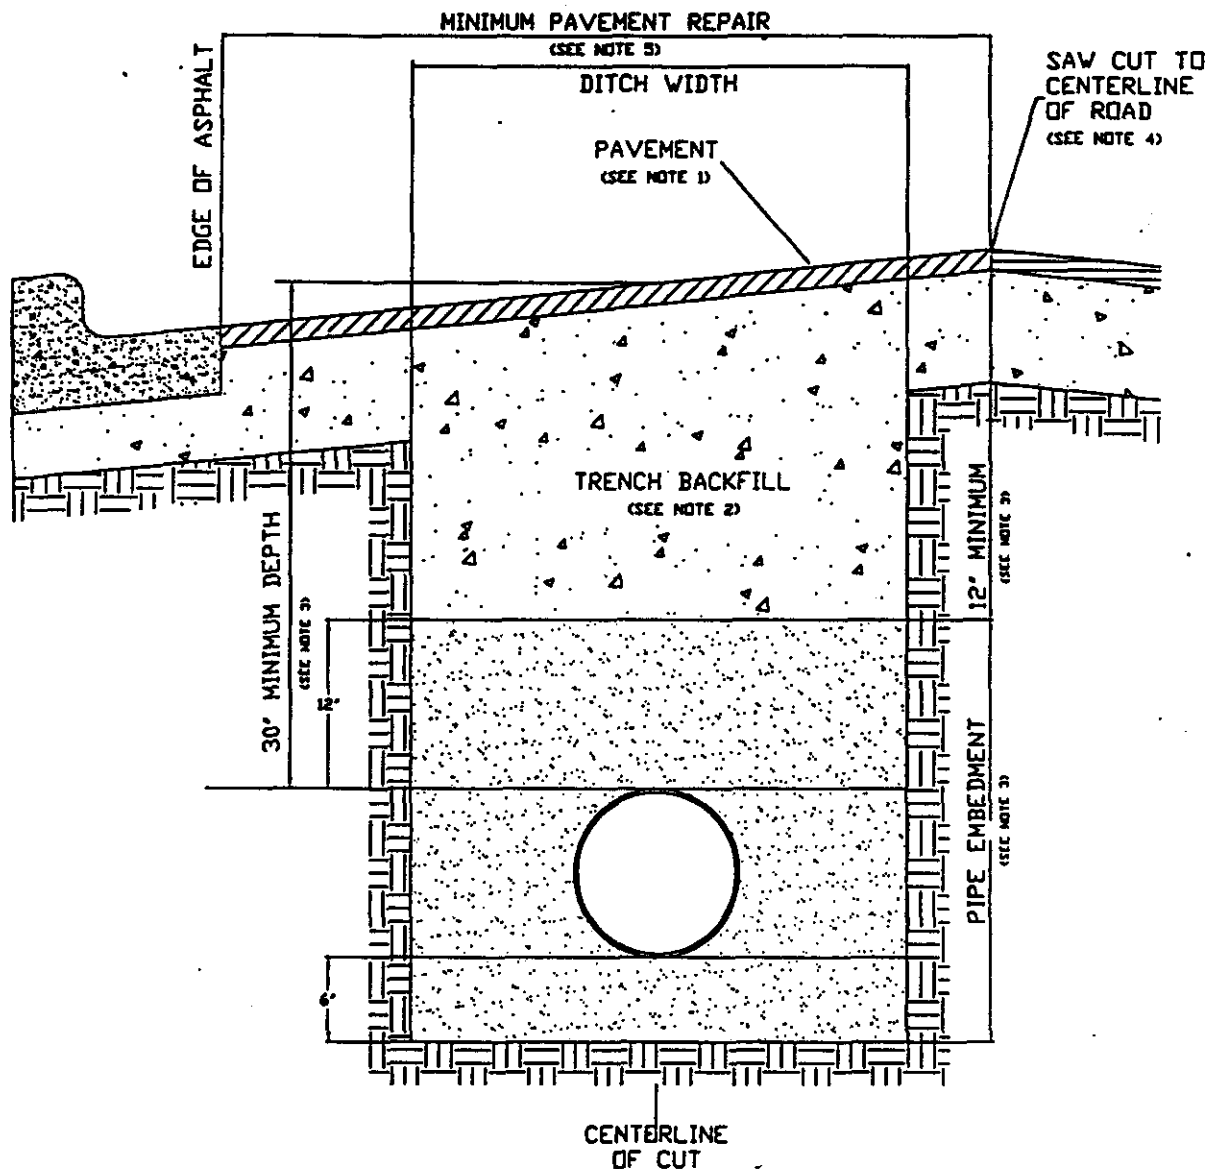 MINIMUM PAVEMENT REPAIR
(SEE NOTE 5)
DITCH WIDTH
EDGE OF ASPHALT
SAW CUT TO
CENTERLINE
OF ROAD
(SEE NOTE 4)
PAVEMENT
(SEE NOTE 1)
TRENCH BACKFILL
(SEE NOTE 2)
30" MINIMUM DEPTH
(SEE NOTE 3)
12" MINIMUM
(SEE NOTE 3)
12"
PIPE EMBEDMENT
(SEE NOTE 3)
6"
CENTERLINE
OF CUT